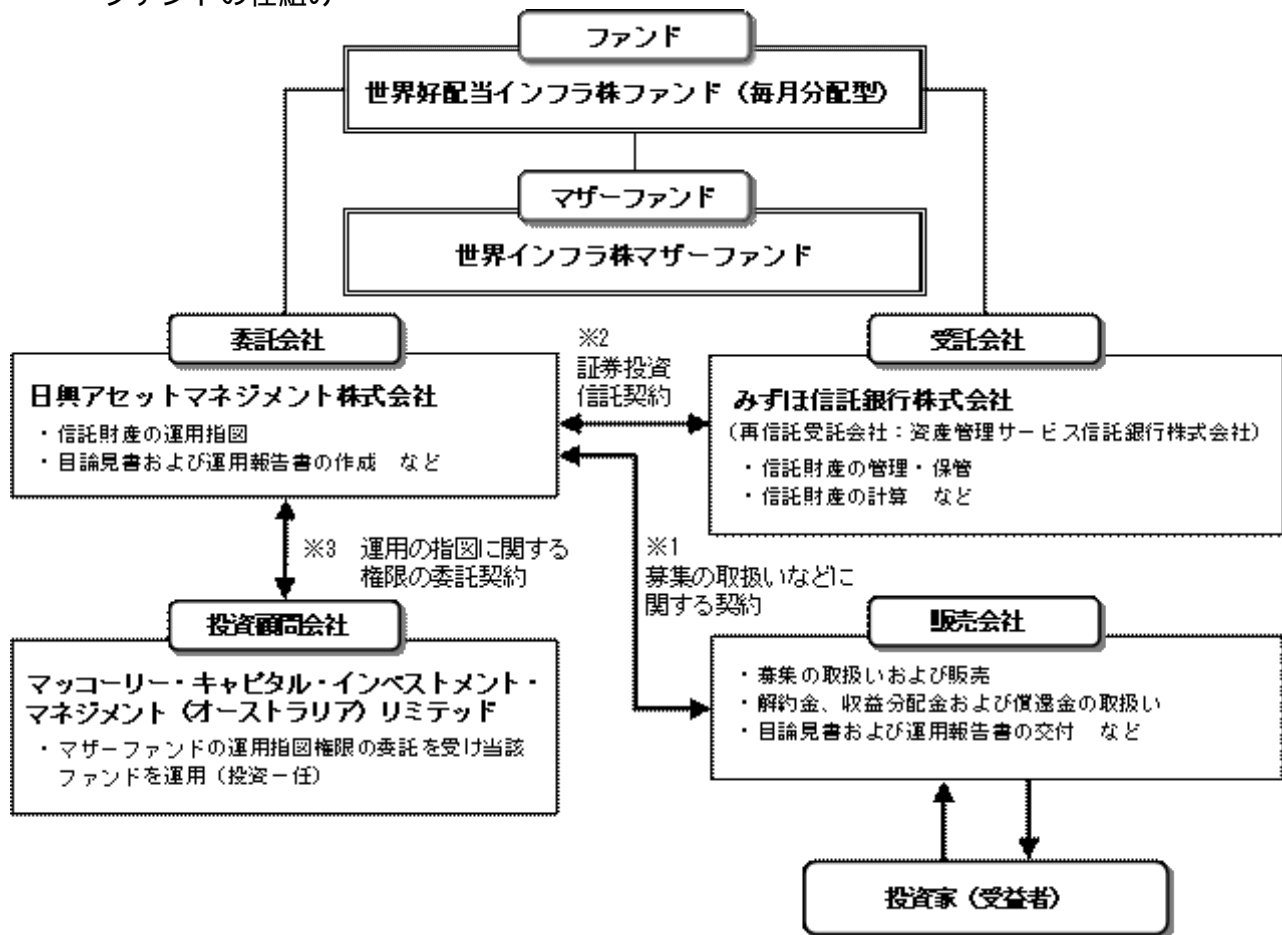 ファンドの仕組み
ファンド
世界好配当インフラ株ファンド（毎月分配型）
マザーファンド
世界インフラ株マザーファンド
委託会社
日興アセットマネジメント株式会社
・信託財産の運用指図
・目論見書および運用報告書の作成　など
※2
証券投資
信託契約
受託会社
みずほ信託銀行株式会社
（再信託受託会社：資産管理サービス信託銀行株式会社）
・信託財産の管理・保管
・信託財産の計算　など
※3　運用の指図に関する
権限の委託契約
※1
募集の取扱いなどに
関する契約
投資顧問会社
マッコーリー・キャピタル・インベストメント・
マネジメント（オーストラリア）リミテッド
・マザーファンドの運用指図権限の委託を受け当該
ファンドを運用（投資一任）
販売会社
・募集の取扱いおよび販売
・解約金、収益分配金および償還金の取扱い
・目論見書および運用報告書の交付　など
投資家（受益者）